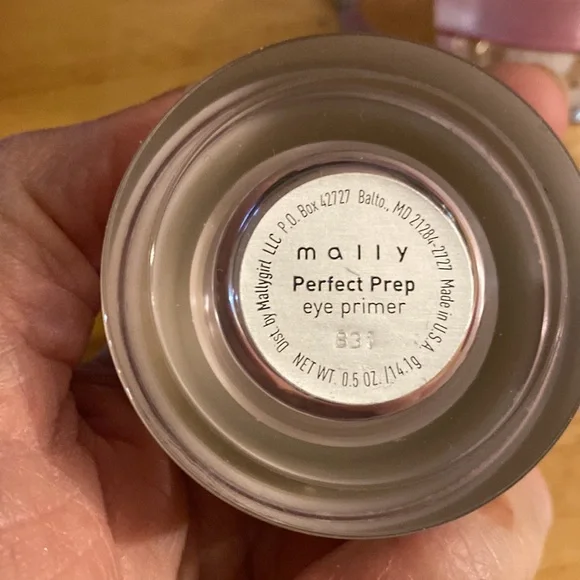 mally
Perfect Prep
eye primer
NET WT. 0.5 OZ./14.1g
Dist. by Mallygirl LLC P.O. Box 42727 Balto., MD 21284-2727 Made in U.S.A.